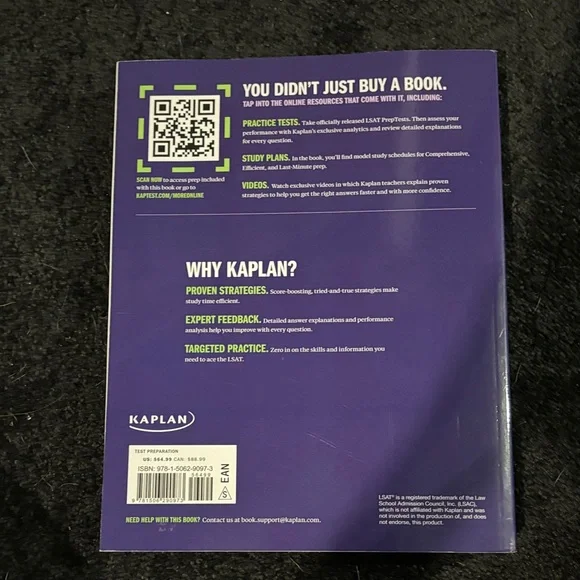 YOU DIDN'T JUST BUY A BOOK.
TAP INTO THE ONLINE RESOURCES THAT COME WITH IT, INCLUDING:
PRACTICE TESTS. Take officially released LSAT PrepTests. Then assess your
performance with Kaplan's exclusive analytics and review detailed explanations
for every question.
STUDY PLANS. In the book, you'll find model study schedules for Comprehensive,
Efficient, and Last-Minute prep.
VIDEOS. Watch exclusive videos in which Kaplan teachers explain proven
strategies to help you get the right answers faster and with more confidence.
SCAN NOW to access prep included
with this book or go to
KAPTEST.COM/MOREONLINE
WHY KAPLAN?
PROVEN STRATEGIES. Score-boosting, tried-and-true strategies make
study time efficient.
EXPERT FEEDBACK. Detailed answer explanations and performance
analysis help you improve with every question.
TARGETED PRACTICE. Zero in on the skills and information you
need to ace the LSAT.
KAPLAN
TEST PREPARATION
US: $64.99 CAN: $88.99
ISBN: 978-1-5062-9097-3
56499
9 781506 290973
S EAN
NEED HELP WITH THIS BOOK? Contact us at book.support@kaplan.com.
LSAT® is a registered trademark of the Law
School Admission Council, Inc. (LSAC),
which is not affiliated with Kaplan and was
not involved in the production of, and does
not endorse, this product.